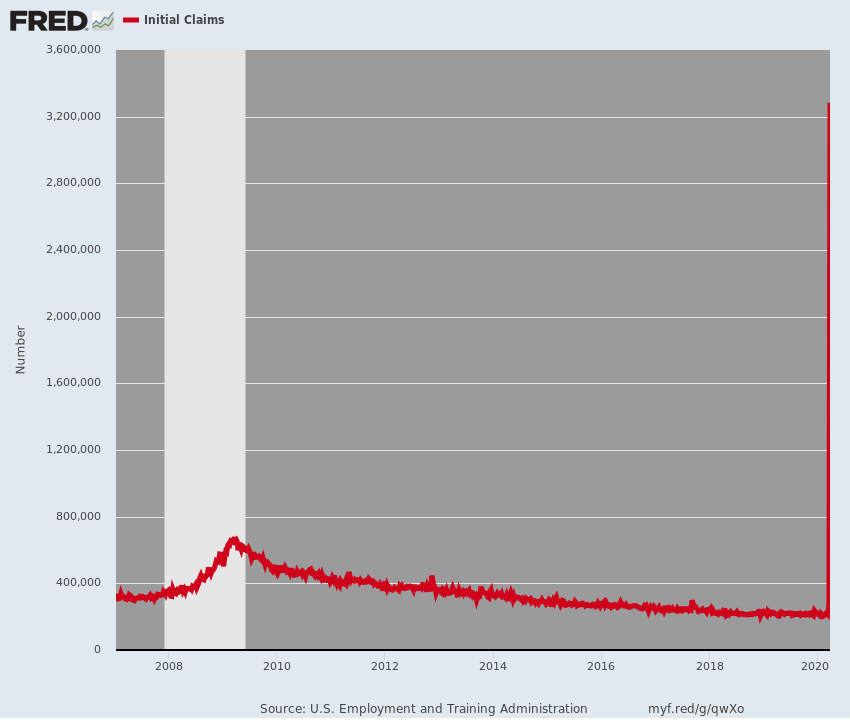 FRED
Initial Claims
3,600,000
3,200,000
2,800,000
2,400,000
2,000,000
1,600,000
1,200,000
800,000
400,000
0
Number
2008 2010 2012 2014 2016 2018 2020
Source: U.S. Employment and Training Administration myf.red/g/qwXo